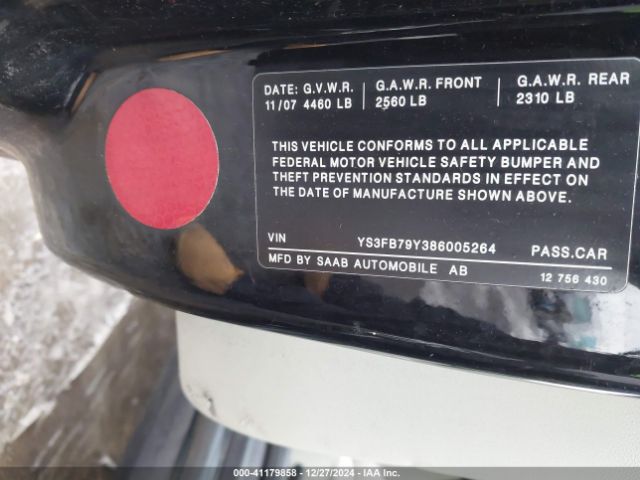 DATE: G.V.W.R. G.A.W.R. FRONT G.A.W.R. REAR
11/07 4460 LB 2560 LB 2310 LB
THIS VEHICLE CONFORMS TO ALL APPLICABLE
FEDERAL MOTOR VEHICLE SAFETY BUMPER AND
THEFT PREVENTION STANDARDS IN EFFECT ON
THE DATE OF MANUFACTURE SHOWN ABOVE.
VIN YS3FB79Y386005264 PASS.CAR
MFD BY SAAB AUTOMOBILE AB 12 756 430
000-41179858 - 12/27/2024 - IAA Inc.